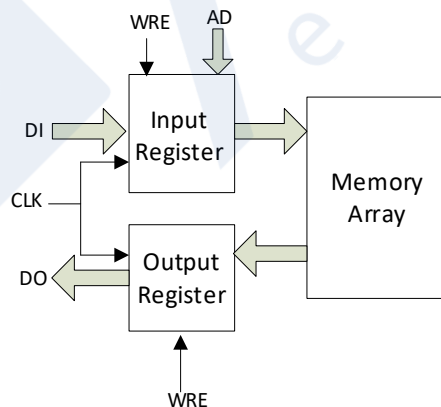 WRE
AD
DI
Input
Register
CLK
Memory
Array
DO
Output
Register
WRE
e